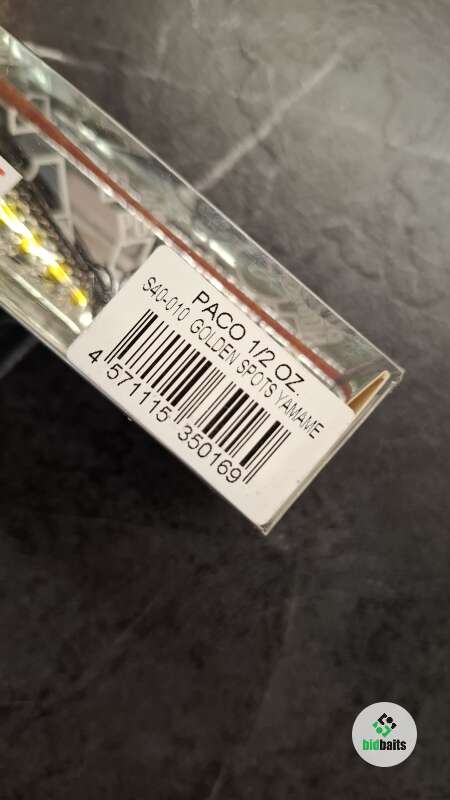 PACO 1/2 OZ.
S40-010 GOLDEN SPOTS YAMAME
4 571115 350169
bidbaits